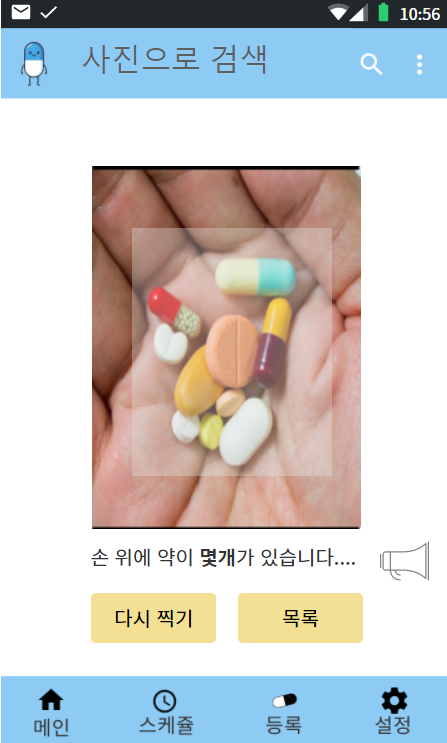 10:56
사진으로 검색
손 위에 약이 몇개가 있습니다....
다시 찍기
목록
메인
스케쥴
등록
설정